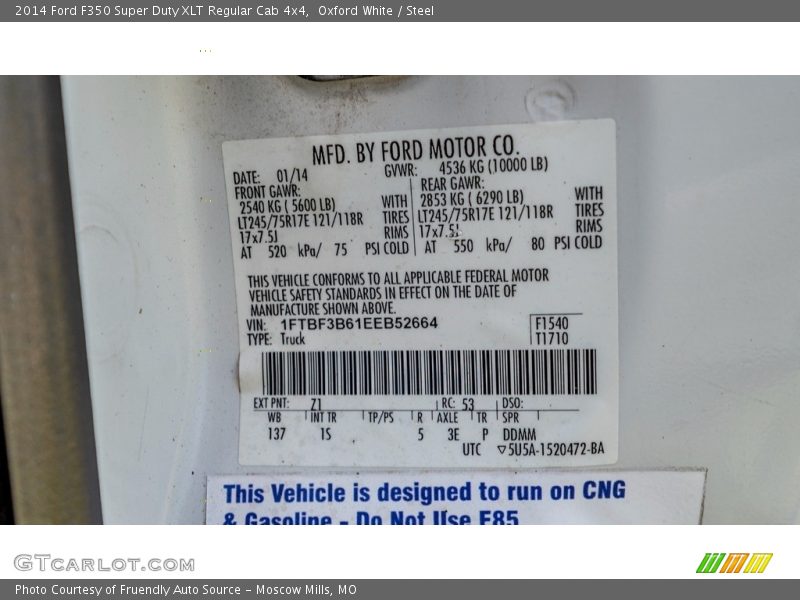 2014 Ford F350 Super Duty XLT Regular Cab 4x4,  Oxford White / Steel
MFD. BY FORD MOTOR CO.
DATE: 01/14 GVWR: 4536 KG (10000 LB)
FRONT GAWR: REAR GAWR:
2540 KG ( 5600 LB) WITH 2853 KG ( 6290 LB) WITH
LT245/75R17E 121/118R TIRES LT245/75R17E 121/118R TIRES
17x7.5J RIMS 17x7.5J RIMS
AT 520 kPa/ 75 PSI COLD AT 550 kPa/ 80 PSI COLD
THIS VEHICLE CONFORMS TO ALL APPLICABLE FEDERAL MOTOR
VEHICLE SAFETY STANDARDS IN EFFECT ON THE DATE OF
MANUFACTURE SHOWN ABOVE.
VIN: 1FTBF3B61EEB52664 F1540
TYPE: Truck T1710
EXT PNT: Z1 RC: 53 DSO:
WB INT TR TP/PS R AXLE TR SPR
137 1S 5 3E P DDMM
UTC ▽5U5A-1520472-BA
This Vehicle is designed to run on CNG
& Gasoline - Do Not Use E85
GTCARLOT.COM
Photo Courtesy of Fruendly Auto Source - Moscow Mills, MO